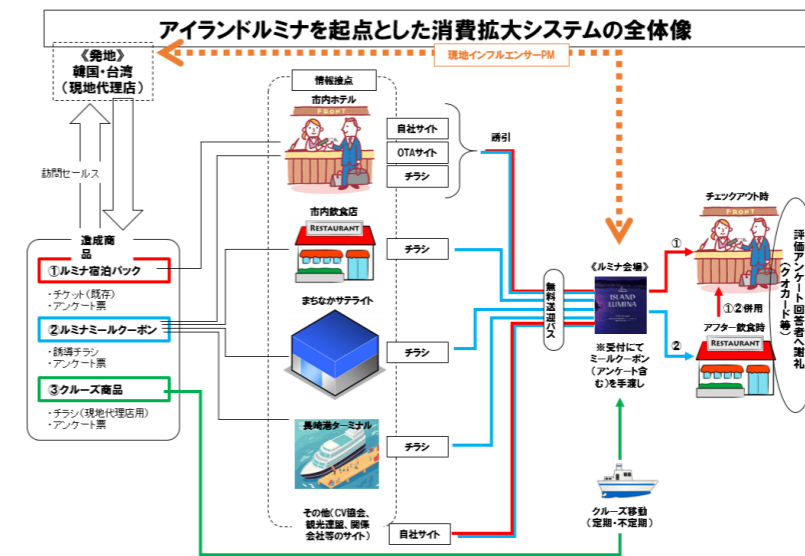 アイランドルミナを起点とした消費拡大システムの全体像
《発地》
韓国・台湾
（現地代理店）
現地インフルエンサーPM
訪問セールス
造成商
品
①ルミナ宿泊パック
・チケット(既存)
・アンケート票
②ルミナミールクーポン
・誘導チラシ
・アンケート票
③クルーズ商品
・チラシ(現地代理店用)
・アンケート票
情報接点
市内ホテル
FRONT
自社サイト
OTAサイト
チラシ
誘引
市内飲食店
RESTAURANT
チラシ
まちなかサテライト
チラシ
長崎港ターミナル
チラシ
その他(CV協会、
観光連盟、関係
会社等のサイト)
自社サイト
無料送迎バス
《ルミナ会場》
ISLAND
LUMINA
※受付にて
ミールクーポン
(アンケート含
む)を手渡し
クルーズ移動
(定期・不定期)
①
②
チェックアウト時
FRONT
①②併用
アフター飲食時
RESTAURANT
評価アンケート回答者へ謝礼
(クオカード等)